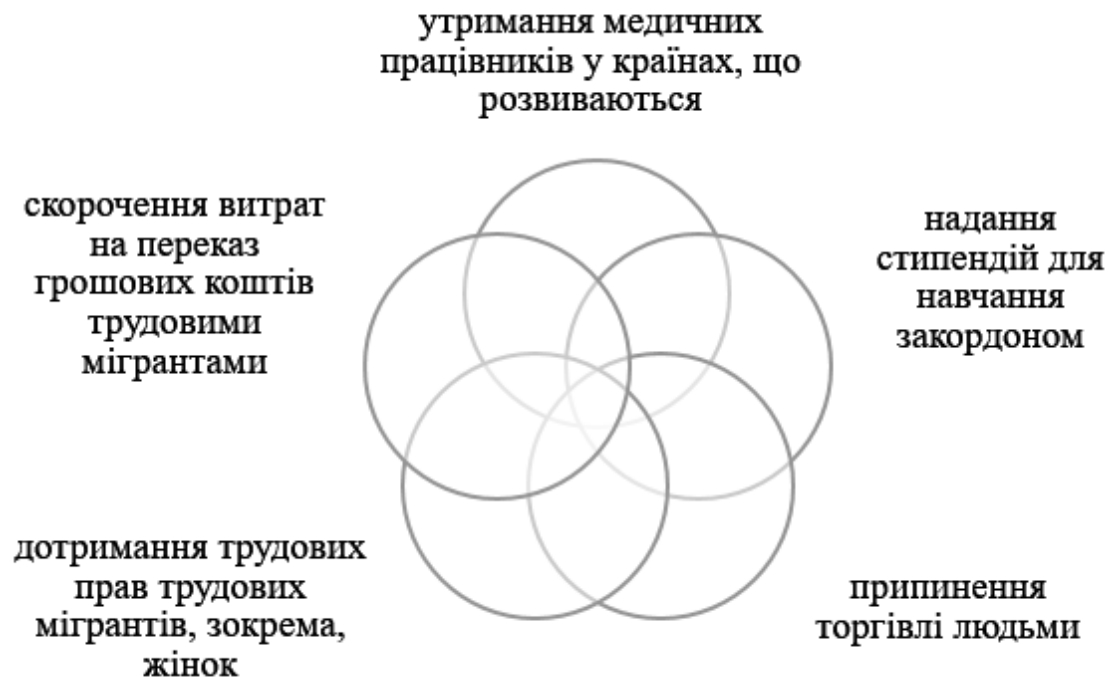 утримання медичних
працівників у країнах, що
розвиваються
надання
стипендій для
навчання
закордоном
припинення
торгівлі людьми
дотримання трудових
прав трудових
мігрантів, зокрема,
жінок
скорочення витрат
на переказ
грошових коштів
трудовими
мігрантами